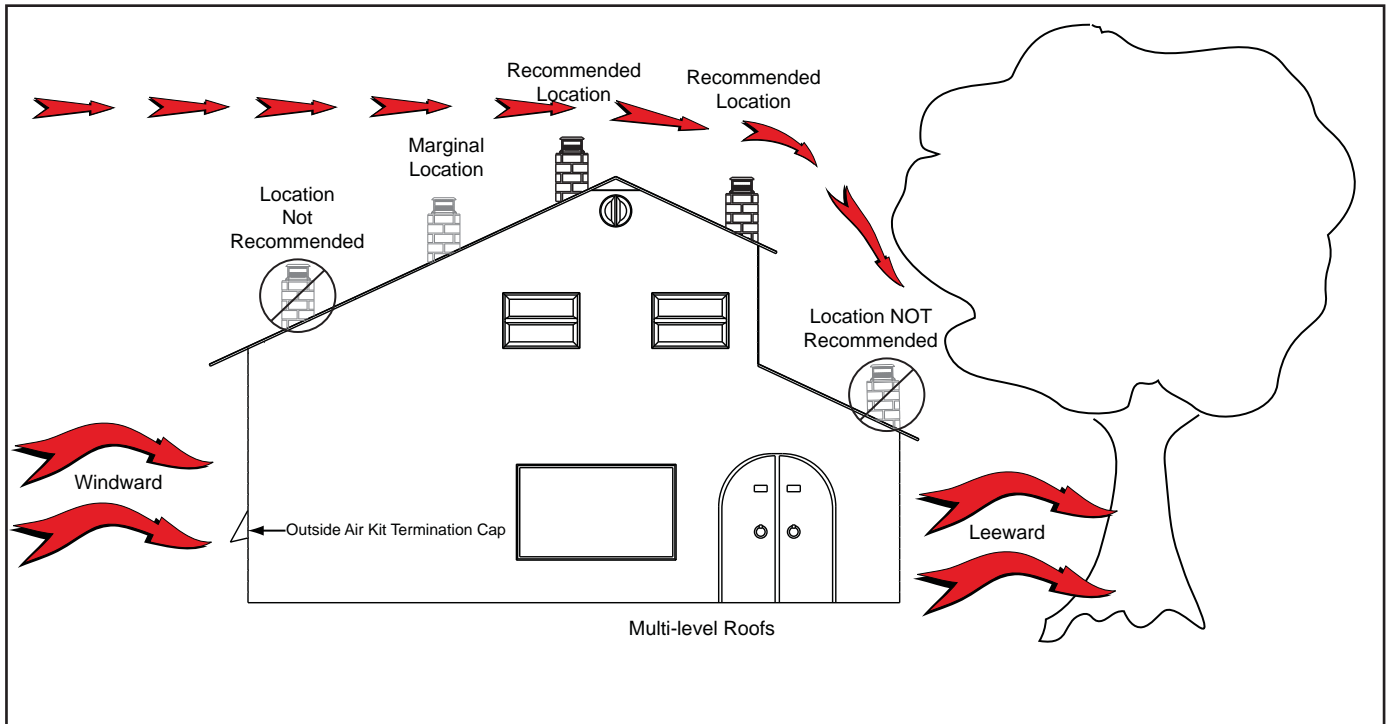 Recommended
Location
Recommended
Location
Marginal
Location
Location
Not
Recommended
Location NOT
Recommended
Windward
Outside Air Kit Termination Cap
Leeward
Multi-level Roofs